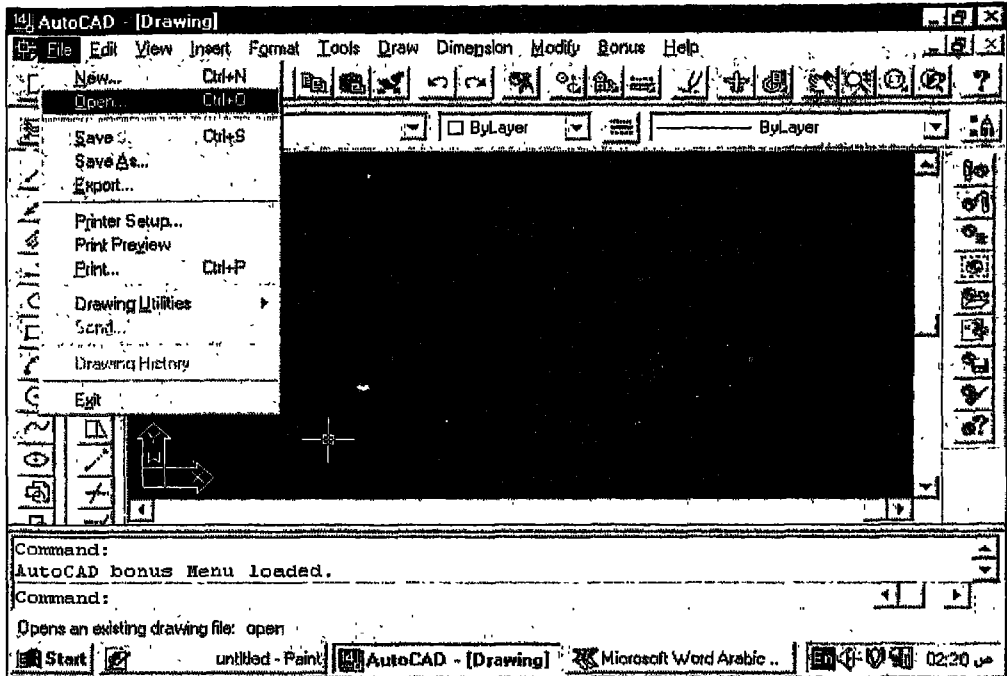 AutoCAD - [Drawing]
File Edit View Insert Format Tools Draw Dimension Modify Bonus Help
New... Ctrl+N
Open... Ctrl+O
ByLayer ByLayer
Save Ctrl+S
Save As...
Export...
Printer Setup...
Print Preview
Print... Ctrl+P
Drawing Utilities
Send...
Drawing History
Exit
Y
W
X
Command:
AutoCAD bonus Menu loaded.
Command:
Opens an existing drawing file: open
Start untitled - Paint AutoCAD - [Drawing] Microsoft Word Arabic .. En 02:20 ص